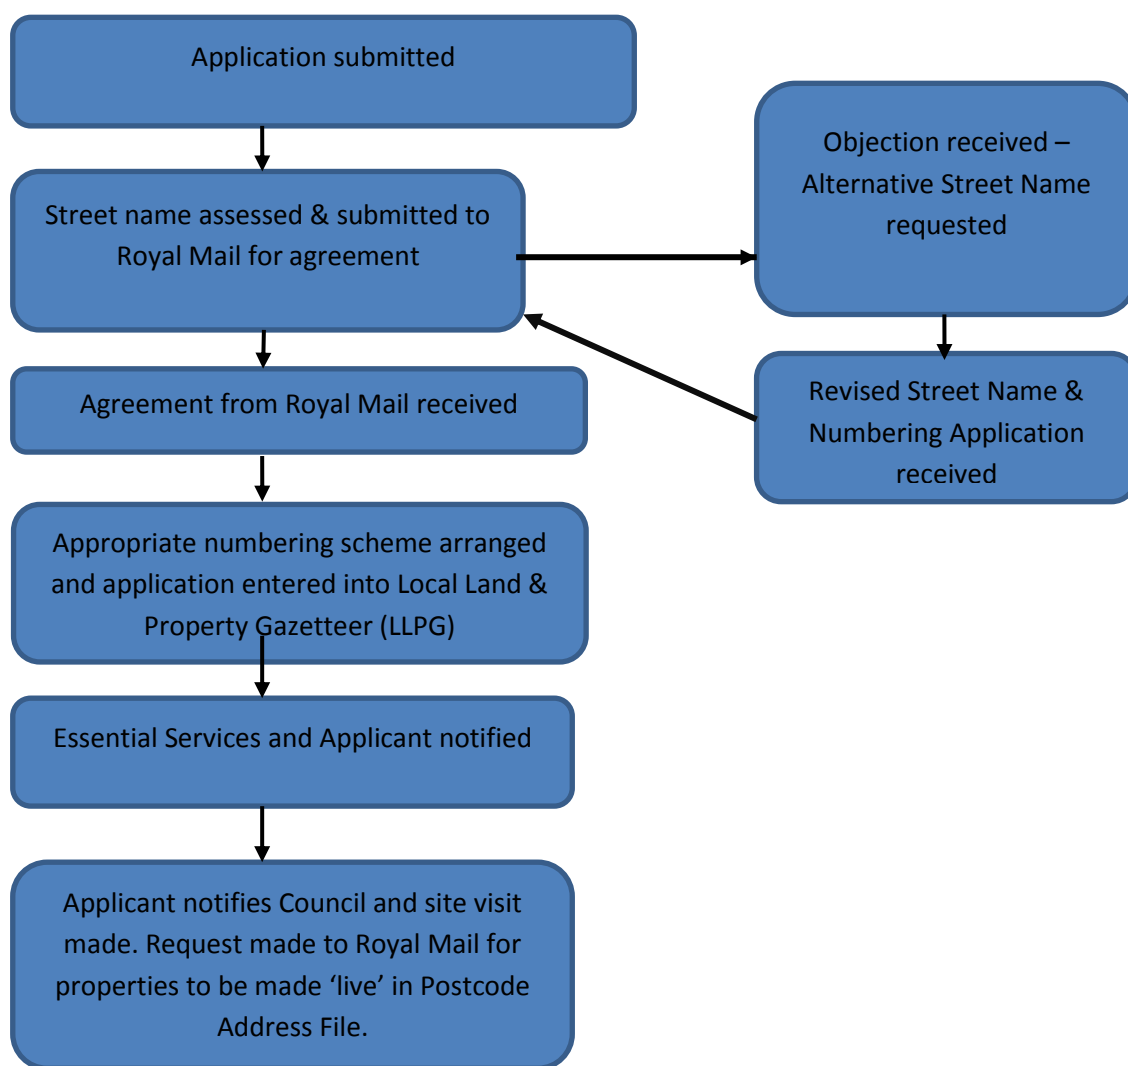 Application submitted
Street name assessed & submitted to
Royal Mail for agreement
Objection received –
Alternative Street Name
requested
Revised Street Name &
Numbering Application
received
Agreement from Royal Mail received
Appropriate numbering scheme arranged
and application entered into Local Land &
Property Gazetteer (LLPG)
Essential Services and Applicant notified
Applicant notifies Council and site visit
made. Request made to Royal Mail for
properties to be made ‘live’ in Postcode
Address File.